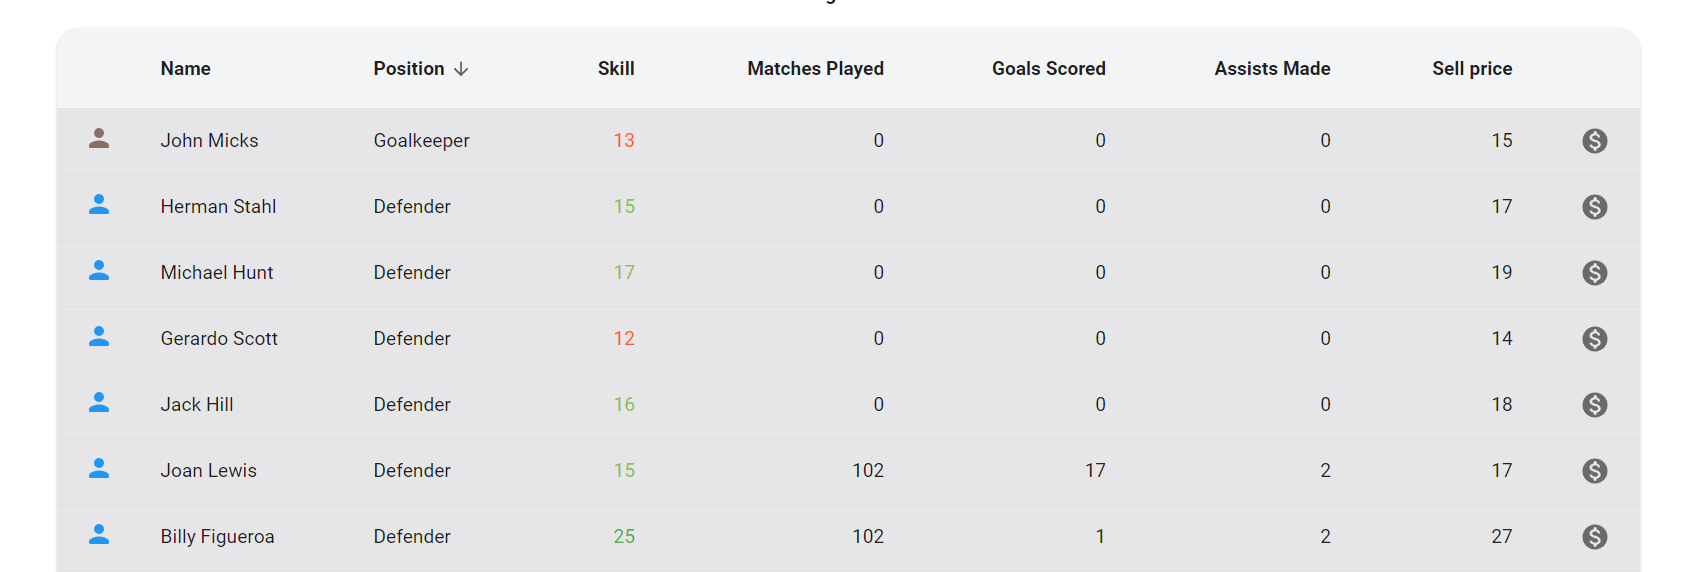 Name Position Skill Matches Played Goals Scored Assists Made Sell price
John Micks Goalkeeper 13 0 0 0 15 $
Herman Stahl Defender 15 0 0 0 17 $
Michael Hunt Defender 17 0 0 0 19 $
Gerardo Scott Defender 12 0 0 0 14 $
Jack Hill Defender 16 0 0 0 18 $
Joan Lewis Defender 15 102 17 2 17 $
Billy Figueroa Defender 25 102 1 2 27 $